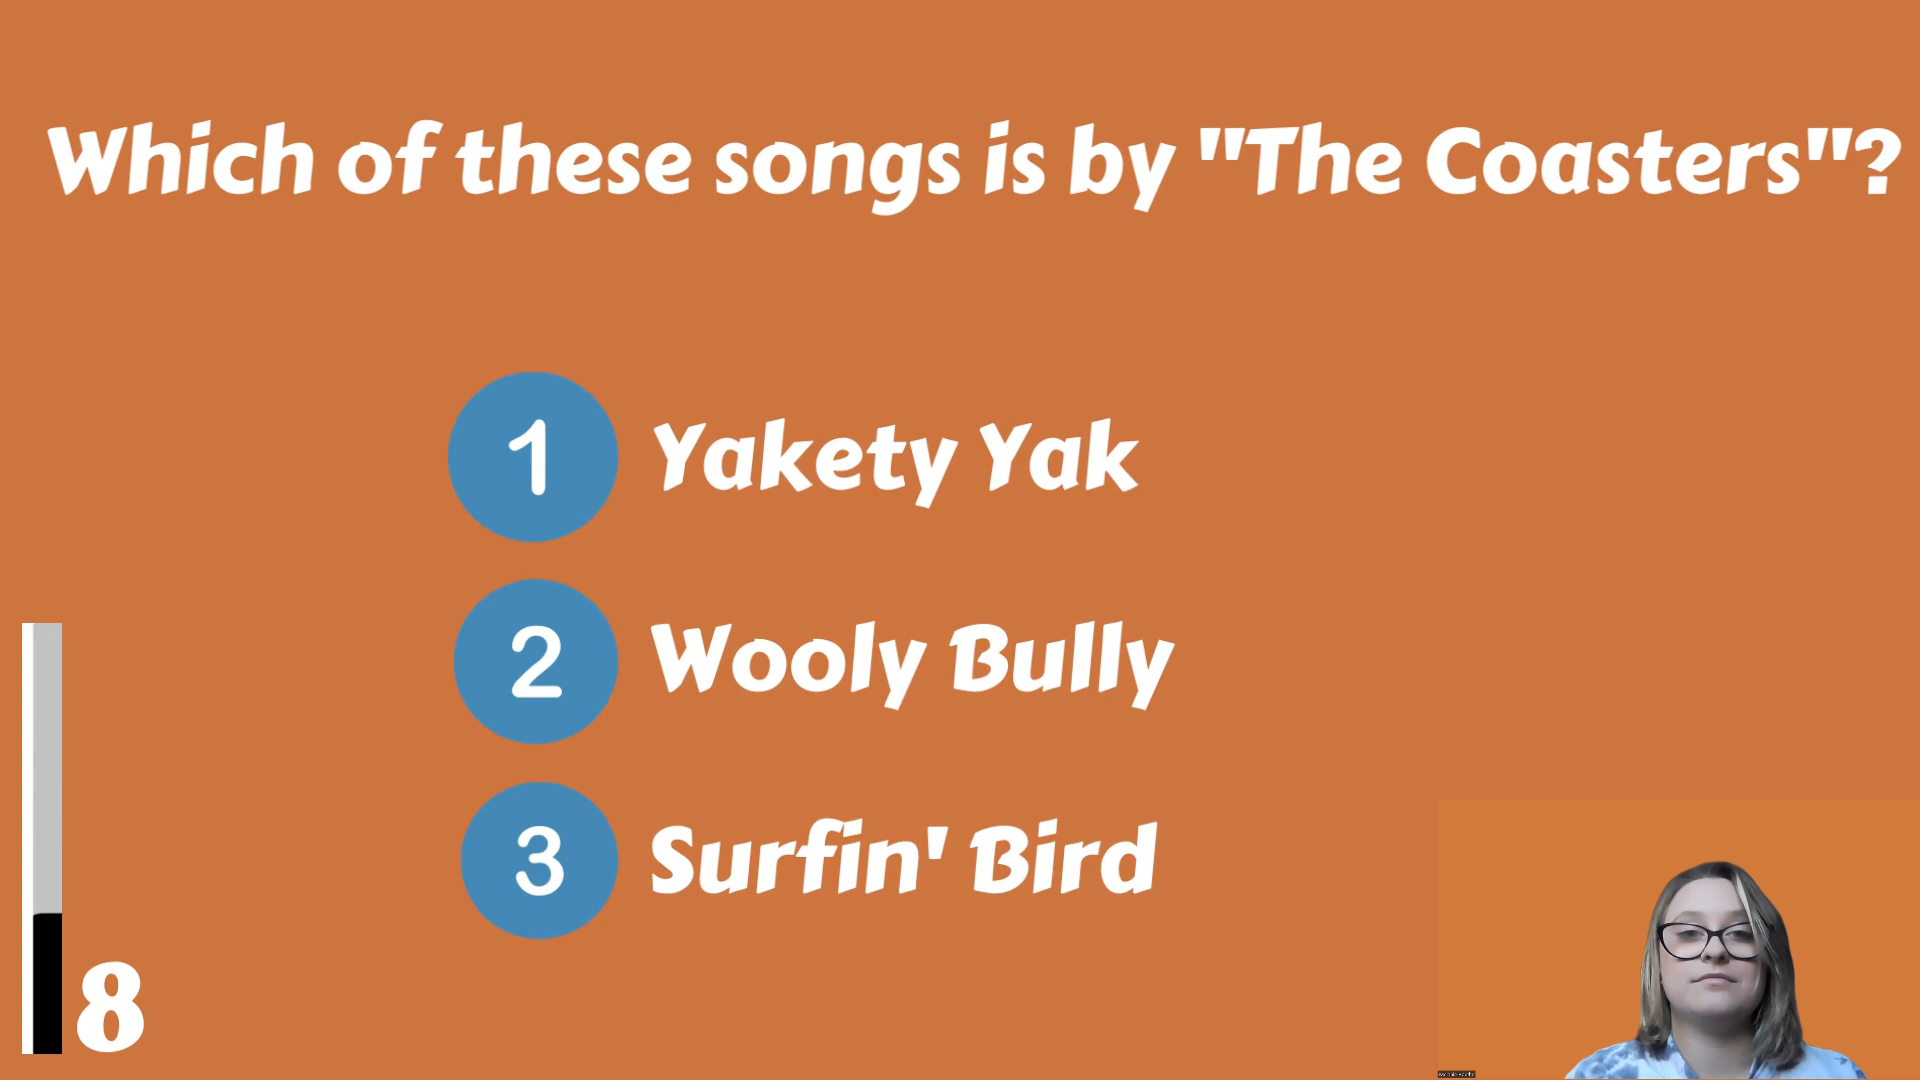 Which of these songs is by "The Coasters"?
1 Yakety Yak
2 Wooly Bully
3 Surfin' Bird
8